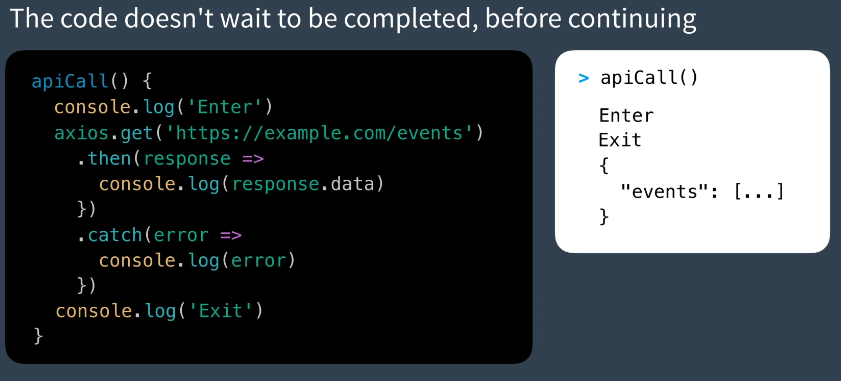 The code doesn't wait to be completed, before continuing
apiCall() {
  console.log('Enter')
  axios.get('https://example.com/events')
    .then(response =>
      console.log(response.data)
    })
    .catch(error =>
      console.log(error)
    })
  console.log('Exit')
}
> apiCall()
Enter
Exit
{
  "events": [...]
}